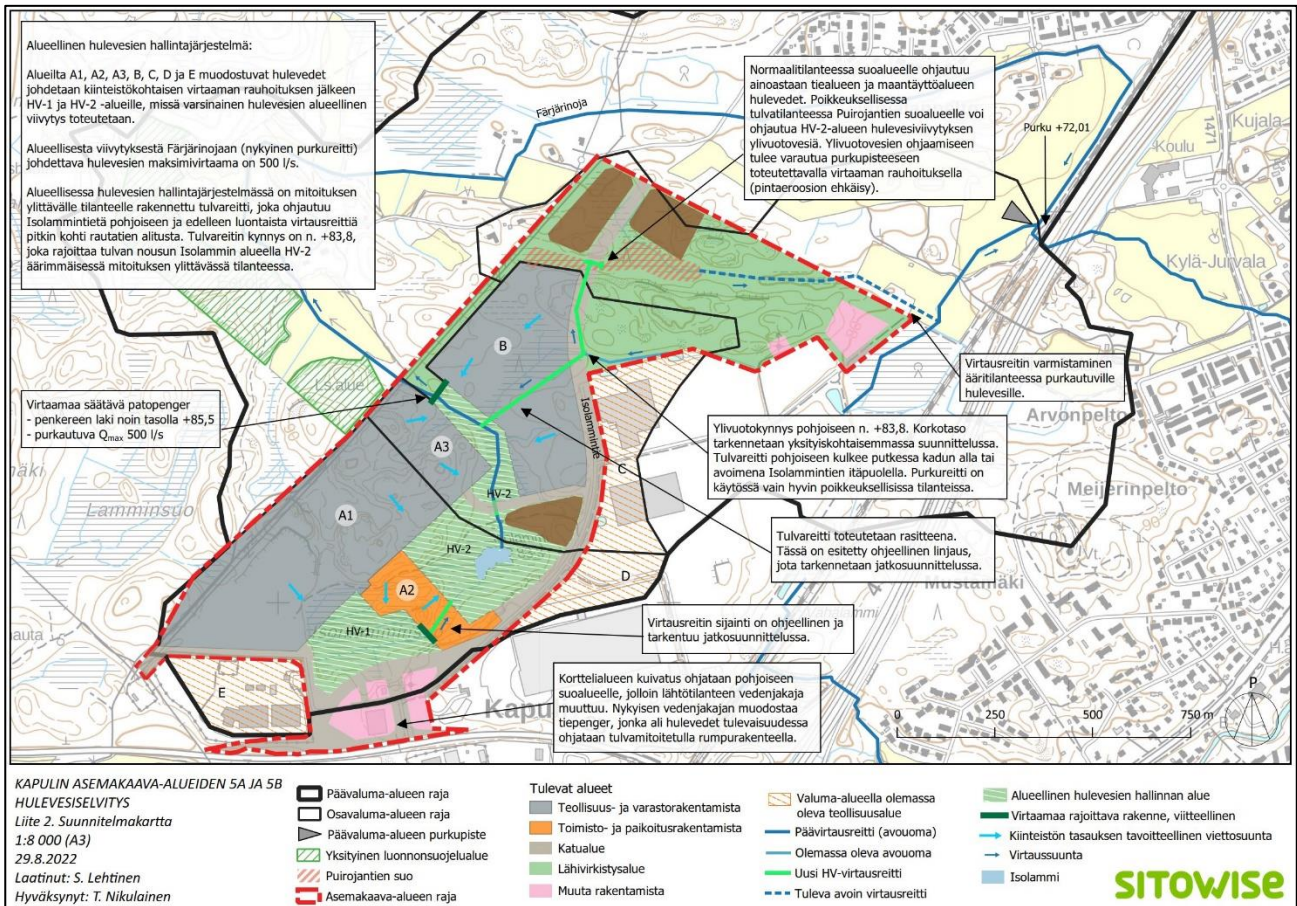 Alueellinen hulevesien hallintajärjestelmä:
Alueilta A1, A2, A3, B, C, D ja E muodostuvat hulevedet
johdetaan kiinteistökohtaisen virtaaman rauhoituksen jälkeen
HV-1 ja HV-2 -alueille, missä varsinainen hulevesien alueellinen
viivytys toteutetaan.
Alueellisesta viivytyksestä Färjärinojaan (nykyinen purkureitti)
johdettava hulevesien maksimivirtaama on 500 l/s.
Alueellisessa hulevesien hallintajärjestelmässä on mitoituksen
ylittävälle tilanteelle rakennettu tulvareitti, joka ohjautuu
Isolammintietä pohjoiseen ja edelleen luontaista virtausreittiä
pitkin kohti rautatien alitusta. Tulvareitin kynnys on n. +83,8,
joka rajoittaa tulvan nousun Isolammin alueella HV-2
äärimmäisessä mitoituksen ylittävässä tilanteessa.
Normaalitilanteessa suoalueelle ohjautuu
ainoastaan tiealueen ja maantäyttöalueen
hulevedet. Poikkeuksellisessa
tulvatilanteessa Puirojantien suoalueelle voi
ohjautua HV-2-alueen hulevesiviivytyksen
ylivuotovesiä. Ylivuotovesien ohjaamiseen
tulee varautua purkupisteeseen
toteutettavalla virtaaman rauhoituksella
(pintaeroosion ehkäisy).
Färjärinoja
Purku +72,01
1471
Kujala
Koulu
Kylä-Jurvala
Ls.alue
B
Virtaamaa säätävä patopenger
- penkereen laki noin tasolla +85,5
- purkautuva Qmax 500 l/s
Virtausreitin varmistaminen
ääritilanteessa purkautuville
hulevesille.
Arvonpelto
Isolammintie
Ylivuotokynnys pohjoiseen n. +83,8. Korkotaso
tarkennetaan yksityiskohtaisemmassa suunnittelussa.
Tulvareitti pohjoiseen kulkee putkessa kadun alla tai
avoimena Isolammintien itäpuolella. Purkureitti on
käytössä vain hyvin poikkeuksellisissa tilanteissa.
A3
C
HV-2
Lamminsuo
A1
Meijerinpelto
HV-2
Tulvareitti toteutetaan rasitteena.
Tässä on esitetty ohjeellinen linjaus,
jota tarkennetaan jatkosuunnittelussa.
D
Mustamäki
A2
HV-1
Virtausreitin sijainti on ohjeellinen ja
tarkentuu jatkosuunnittelussa.
E
Korttelialueen kuivatus ohjataan pohjoiseen
suoalueelle, jolloin lähtötilanteen vedenjakaja
muuttuu. Nykyisen vedenjakajan muodostaa
tiepenger, jonka ali hulevedet tulevaisuudessa
ohjataan tulvamitoitetulla rumpurakenteella.
Kapu
P
0 250 500 750 m
KAPULIN ASEMAKAAVA-ALUEIDEN 5A JA 5B
HULEVESISELVITYS
Liite 2. Suunnitelmakartta
1:8 000 (A3)
29.8.2022
Laatinut: S. Lehtinen
Hyväksynyt: T. Nikulainen
Päävaluma-alueen raja
Osavaluma-alueen raja
Päävaluma-alueen purkupiste
Yksityinen luonnonsuojelualue
Puirojantien suo
Asemakaava-alueen raja
Tulevat alueet
Teollisuus- ja varastorakentamista
Toimisto- ja paikoitusrakentamista
Katualue
Lähivirkistysalue
Muuta rakentamista
Valuma-alueella olemassa
oleva teollisuusalue
Päävirtausreitti (avouoma)
Olemassa oleva avouoma
Uusi HV-virtausreitti
Tuleva avoin virtausreitti
Alueellinen hulevesien hallinnan alue
Virtaamaa rajoittava rakenne, viitteellinen
Kiinteistön tasauksen tavoitteellinen viettosuunta
Virtaussuunta
Isolammi
SITOWISE